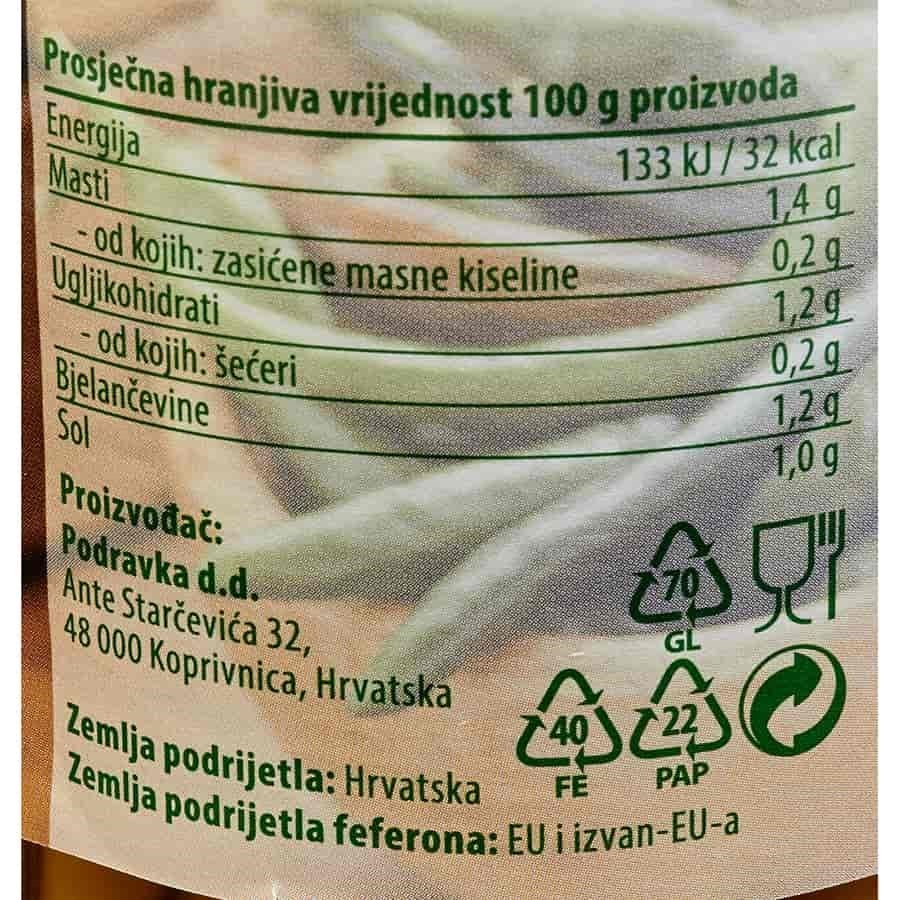 Prosječna hranjiva vrijednost 100 g proizvoda
Energija 133 kJ / 32 kcal
Masti 1,4 g
- od kojih: zasićene masne kiseline 0,2 g
Ugljikohidrati 1,2 g
- od kojih: šećeri 0,2 g
Bjelančevine 1,2 g
Sol 1,0 g
Proizvođač:
Podravka d.d.
Ante Starčevića 32,
48 000 Koprivnica, Hrvatska
70
GL
40
FE
22
PAP
Zemlja podrijetla: Hrvatska
Zemlja podrijetla feferona: EU i izvan-EU-a